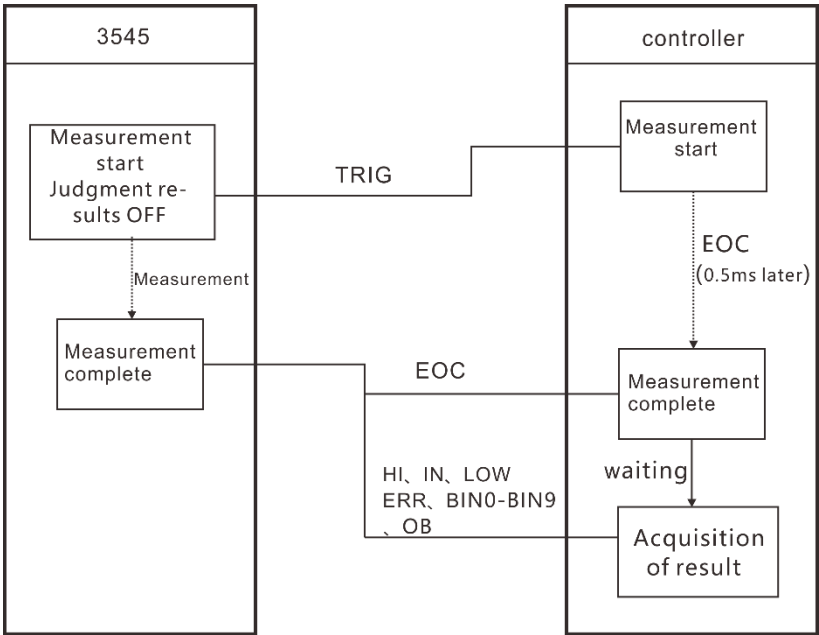 3545
controller
Measurement
start
Judgment re-
sults OFF
TRIG
Measurement
start
Measurement
EOC
(0.5ms later)
Measurement
complete
EOC
Measurement
complete
waiting
HI、IN、LOW
ERR、BIN0-BIN9
、OB
Acquisition
of result